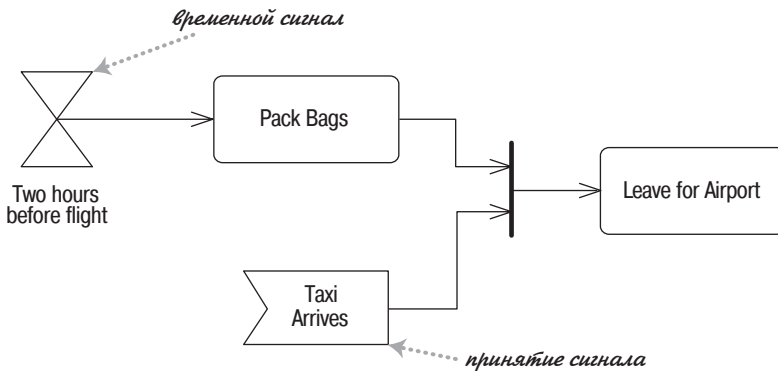 временной сигнал
Pack Bags
Two hours
before flight
Leave for Airport
Taxi
Arrives
принятие сигнала